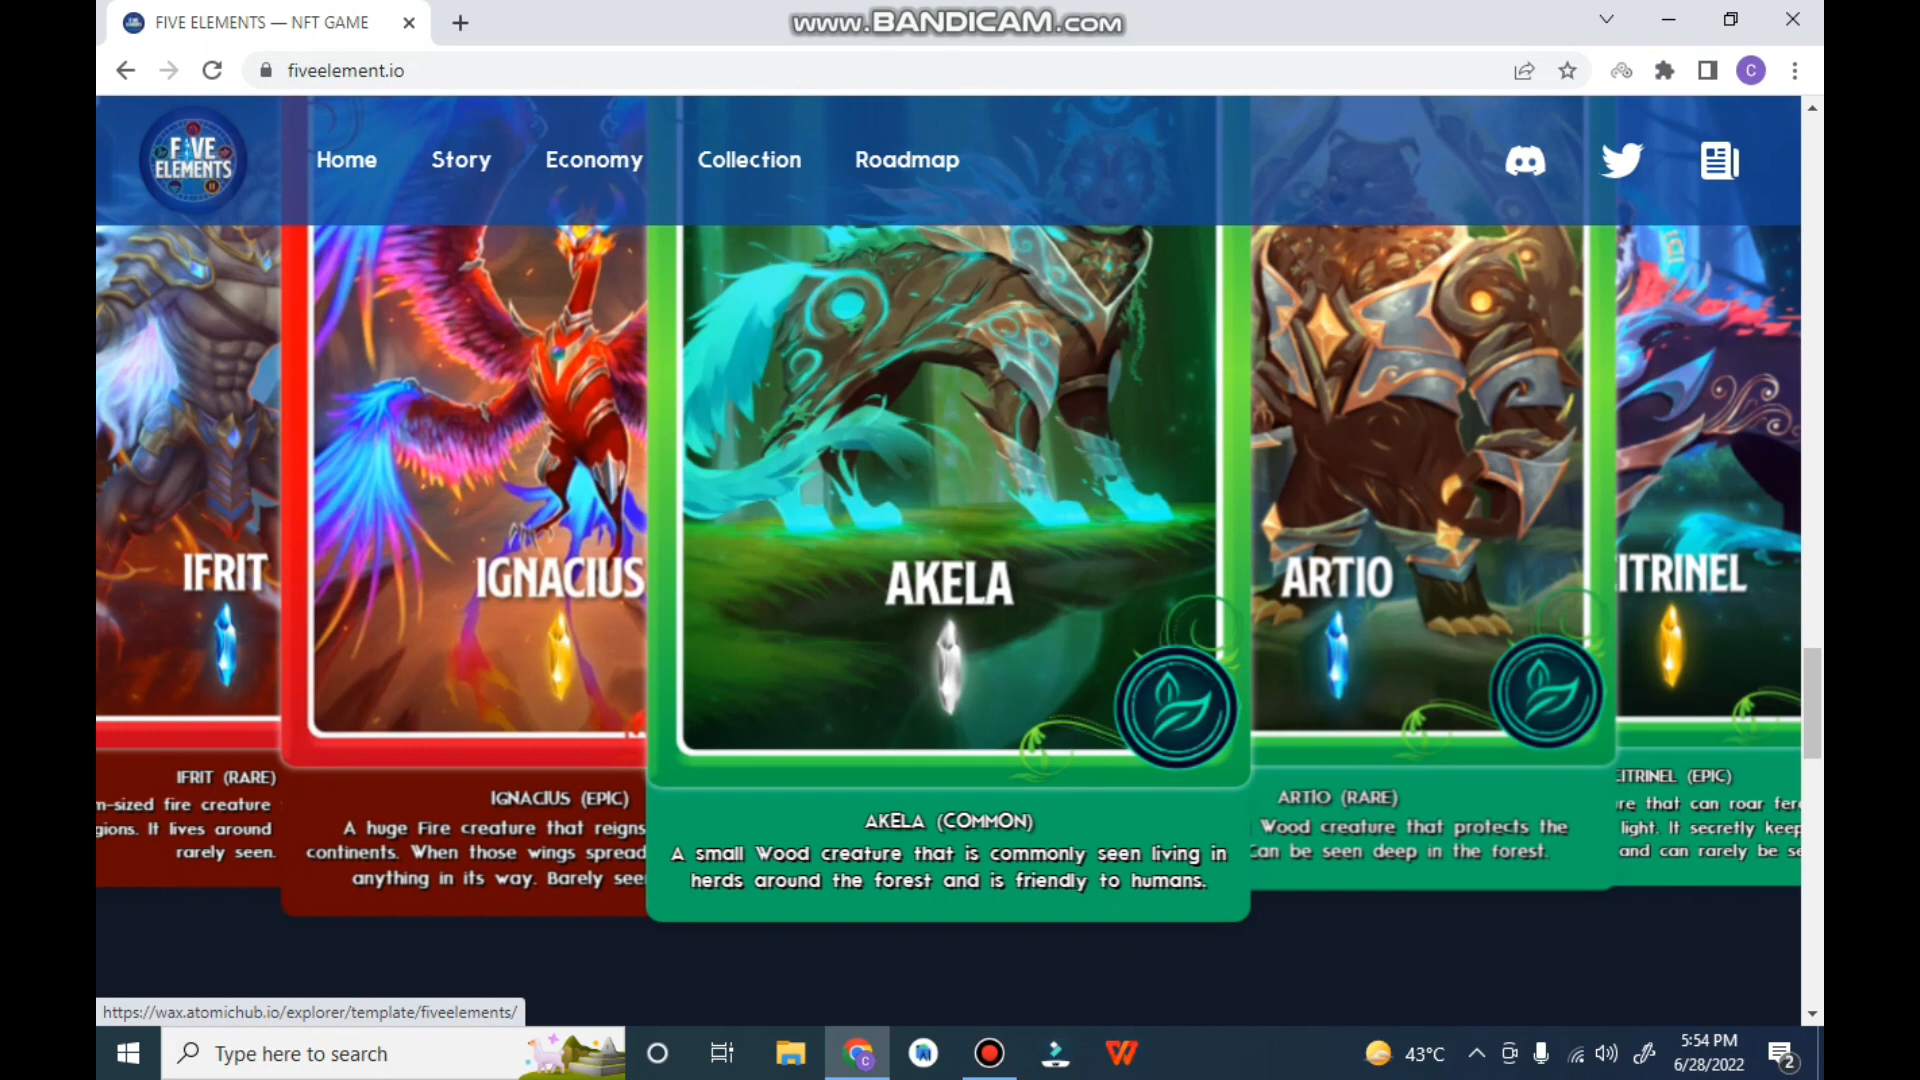 FIVE ELEMENTS — NFT GAME
www.BANDICAM.com
fiveelement.io
C
FIVE
ELEMENTS
Home
Story
Economy
Collection
Roadmap
IFRIT
IGNACIUS
AKELA
ARTIO
ITRINEL
IFRIT (RARE)
m-sized fire creature
gions. It lives around
rarely seen.
IGNACIUS (EPIC)
A huge Fire creature that reigns
continents. When those wings spread
anything in its way. Barely see
AKELA (COMMON)
A small Wood creature that is commonly seen living in
herds around the forest and is friendly to humans.
ARTIO (RARE)
Wood creature that protects the
Can be seen deep in the forest.
CITRINEL (EPIC)
re that can roar fer
light. It secretly keep
and can rarely be se
https://wax.atomichub.io/explorer/template/fiveelements/
Type here to search
43°C
5:54 PM
6/28/2022
2